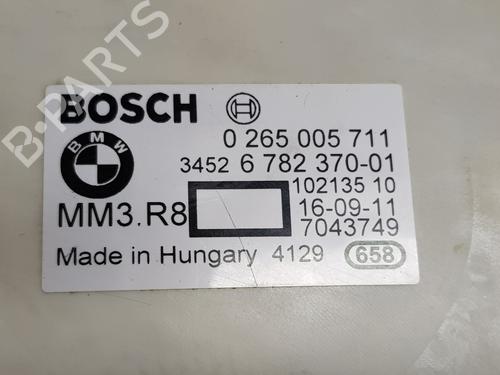 B-PARTS
BOSCH
BMW
0 265 005 711
3452 6 782 370-01
102135 10
MM3.R8
16-09-11
7043749
Made in Hungary 4129 658